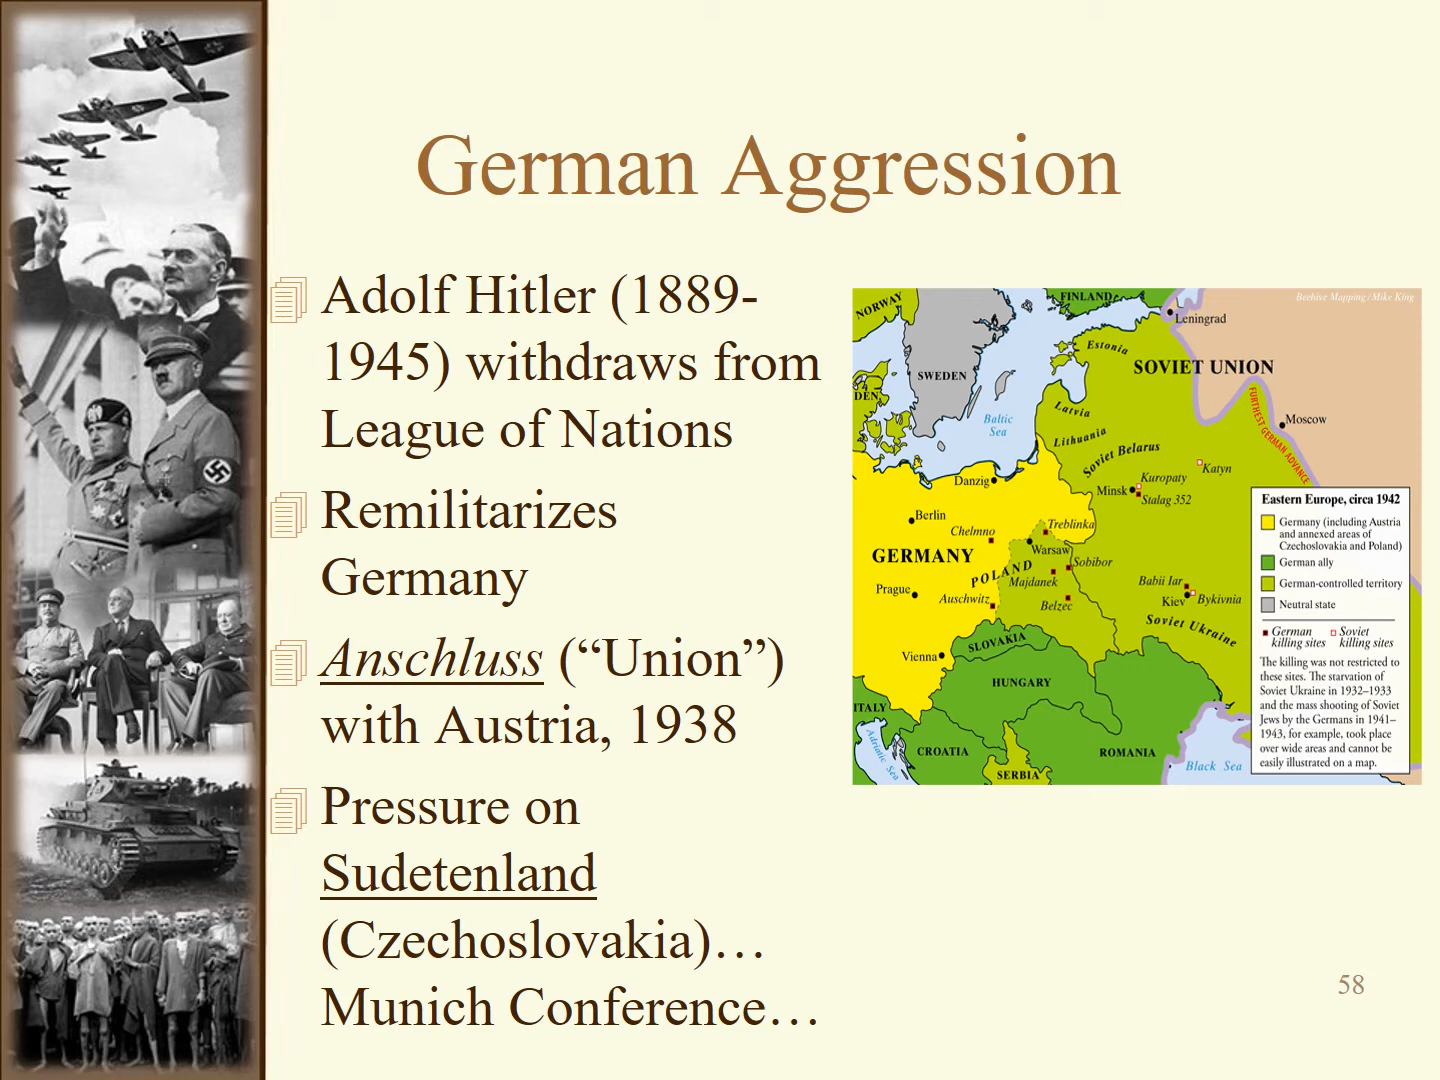 German Aggression
Adolf Hitler (1889-
1945) withdraws from
League of Nations
Remilitarizes
Germany
Anschluss (“Union”)
with Austria, 1938
Pressure on
Sudetenland
(Czechoslovakia)…
Munich Conference…
Beehive Mapping / Mike King
NORWAY
FINLAND
Leningrad
Estonia
SOVIET UNION
SWEDEN
DEN.
Baltic
Sea
Latvia
Moscow
FURTHEST GERMAN ADVANCE
Lithuania
Soviet Belarus
Katyn
Kuropaty
Danzig
Minsk
Stalag 352
Berlin
Chelmno
Treblinka
Warsaw
GERMANY
POLAND
Sobibor
Majdanek
Prague
Auschwitz
Belzec
Babii Iar
Kiev
Bykivnia
Soviet Ukraine
SLOVAKIA
Vienna
HUNGARY
ITALY
Adriatic Sea
CROATIA
ROMANIA
SERBIA
Black Sea
Eastern Europe, circa 1942
Germany (including Austria
and annexed areas of
Czechoslovakia and Poland)
German ally
German-controlled territory
Neutral state
German
killing sites
Soviet
killing sites
The killing was not restricted to
these sites. The starvation of
Soviet Ukraine in 1932–1933
and the mass shooting of Soviet
Jews by the Germans in 1941–
1943, for example, took place
over wide areas and cannot be
easily illustrated on a map.
58